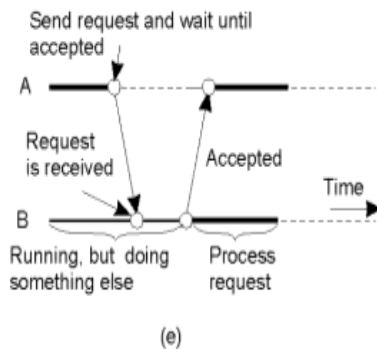 Send request and wait until
accepted
A
Request
is received
Accepted
Time
B
Running, but doing
something else
Process
request
(e)